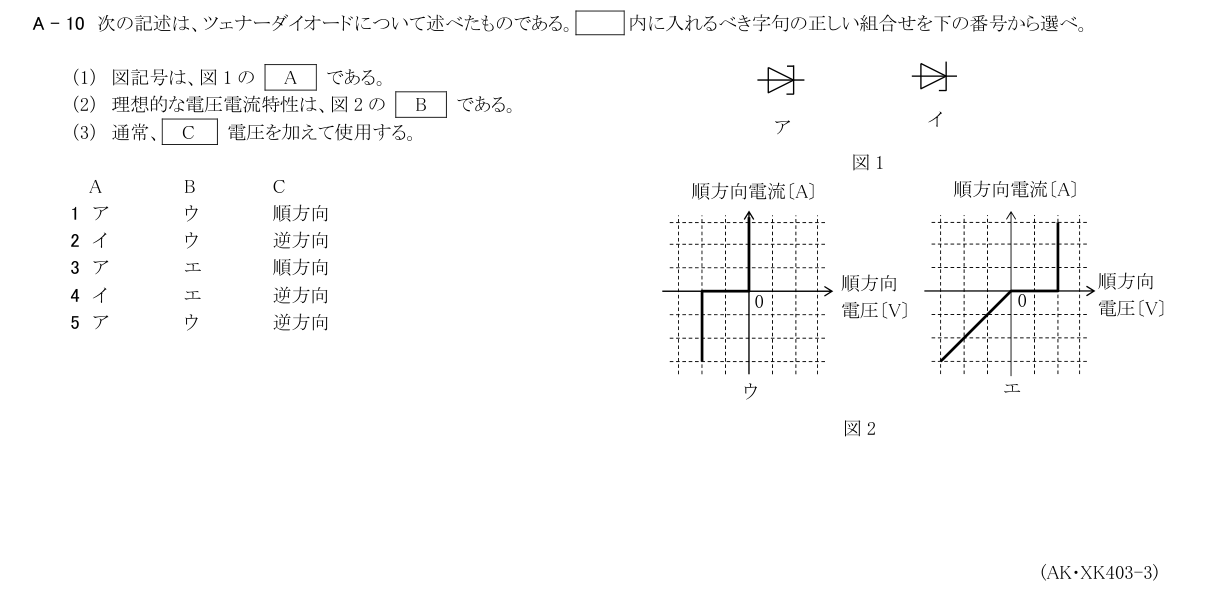 A－10 次の記述は、ツェナーダイオードについて述べたものである。 内に入れるべき字句の正しい組合せを下の番号から選べ。
(1) 図記号は、図1の A である。
(2) 理想的な電圧電流特性は、図2の B である。
(3) 通常、 C 電圧を加えて使用する。
A B C
1 ア ウ 順方向
2 イ ウ 逆方向
3 ア エ 順方向
4 イ エ 逆方向
5 ア ウ 逆方向
ア イ
図1
順方向電流〔A〕
順方向
電圧〔V〕
0
ウ
順方向電流〔A〕
順方向
電圧〔V〕
0
エ
図2
(AK・XK403-3)